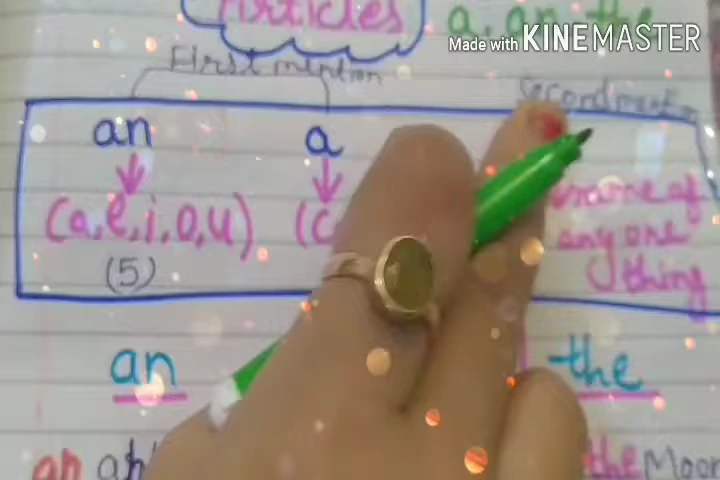 Articles a, an, the
Made with KINEMASTER
First mention
Second mention
an a
(a, e, i, o, u) (c
(5)
name of
any one
thing
an the
an the Moon